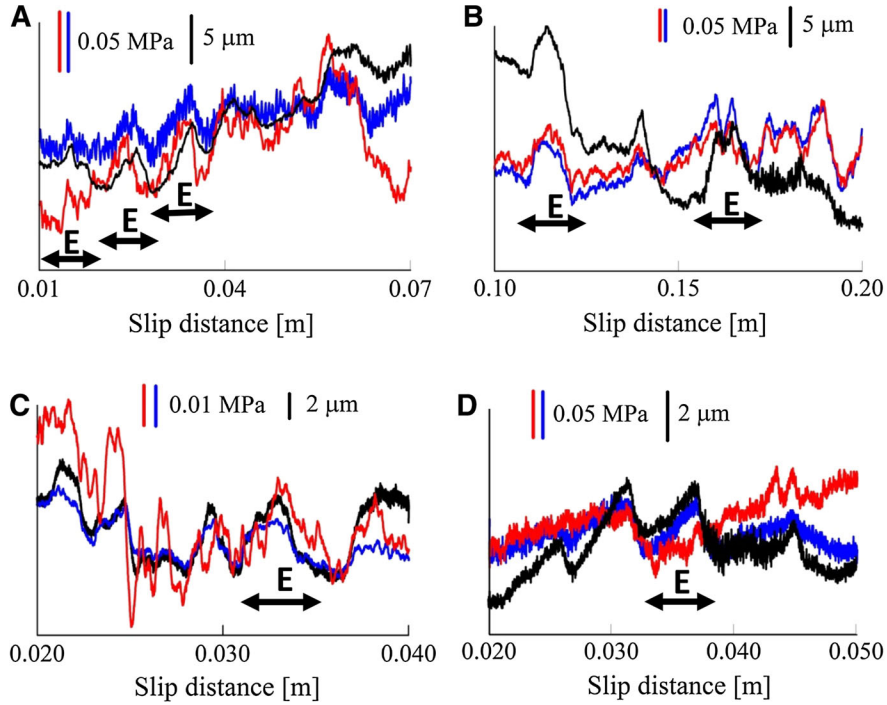 A
0.05 MPa
5 μm
E
E
E
0.01
0.04
0.07
Slip distance [m]
B
0.05 MPa
5 μm
E
E
0.10
0.15
0.20
Slip distance [m]
C
0.01 MPa
2 μm
E
0.020
0.030
0.040
Slip distance [m]
D
0.05 MPa
2 μm
E
0.020
0.030
0.040
0.050
Slip distance [m]